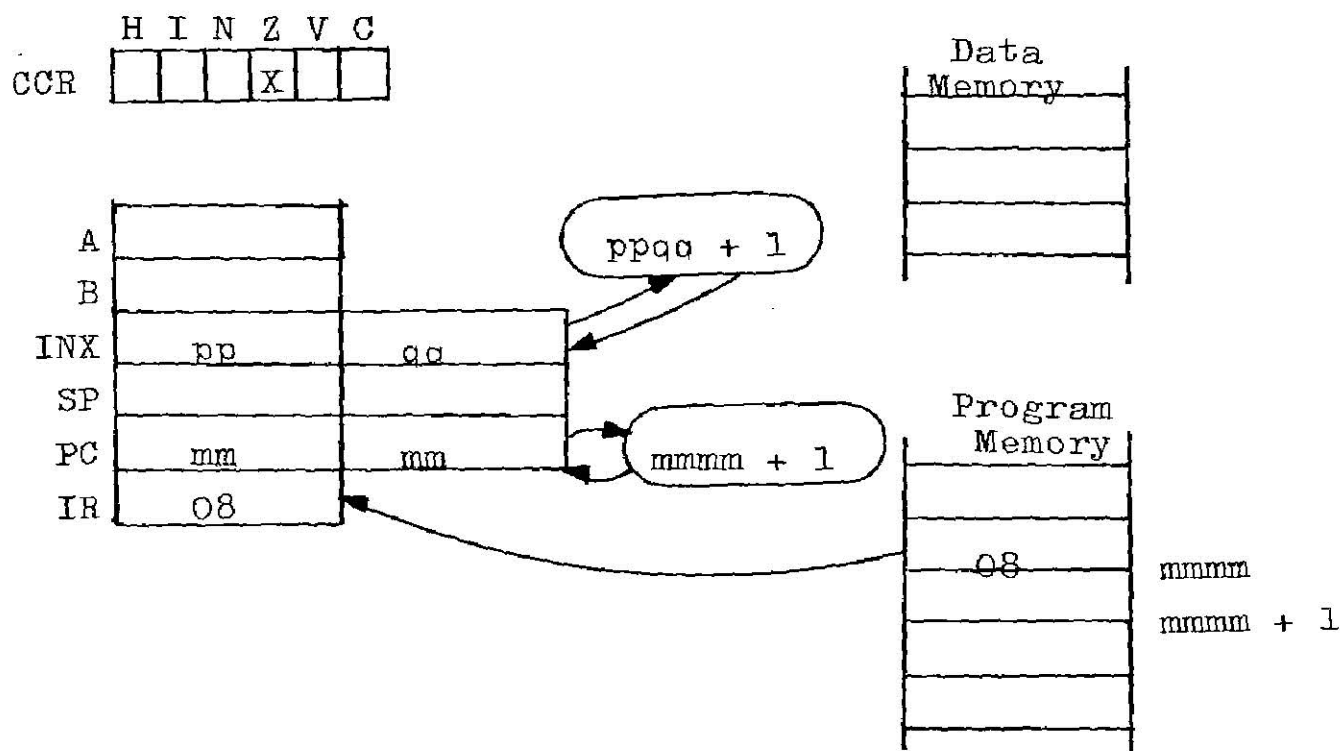 H I N Z V C
CCR X
Data
Memory
A
ppqq + 1
B
INX pp qq
SP
Program
Memory
PC mm mm mmmm + 1
IR 08
08 mmmm
mmmm + 1